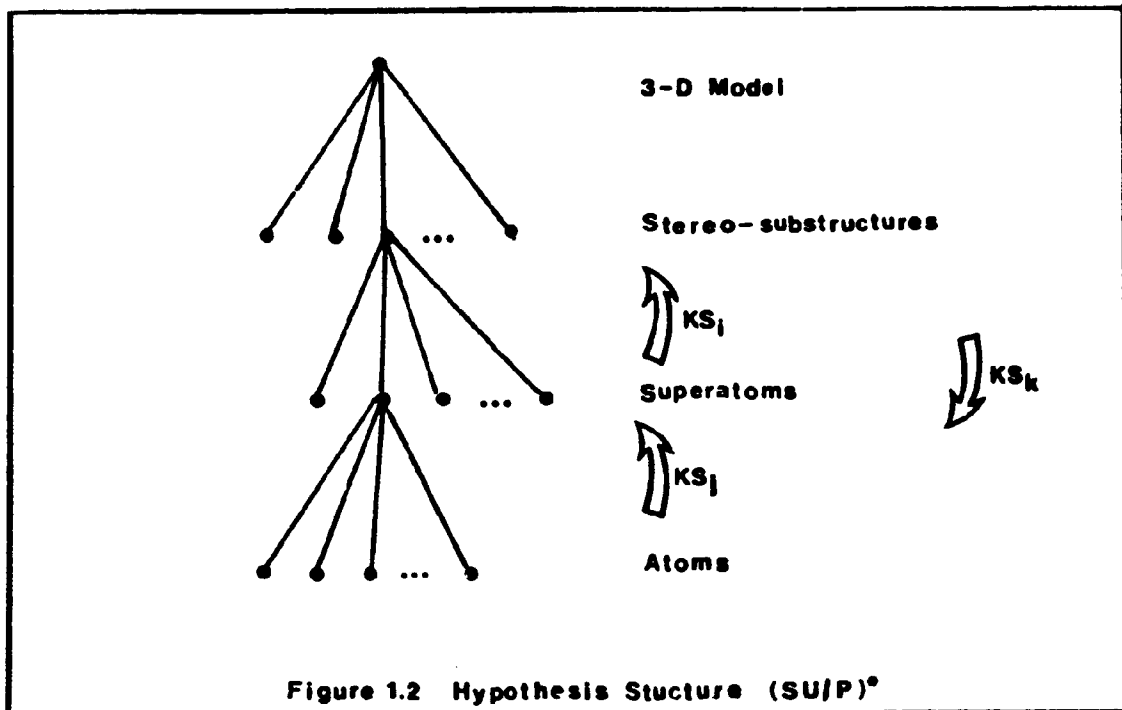 3-D Model
Stereo-substructures
...
KSi
KSk
Superatoms
...
KSj
Atoms
...
Figure 1.2 Hypothesis Stucture (SU/P)*